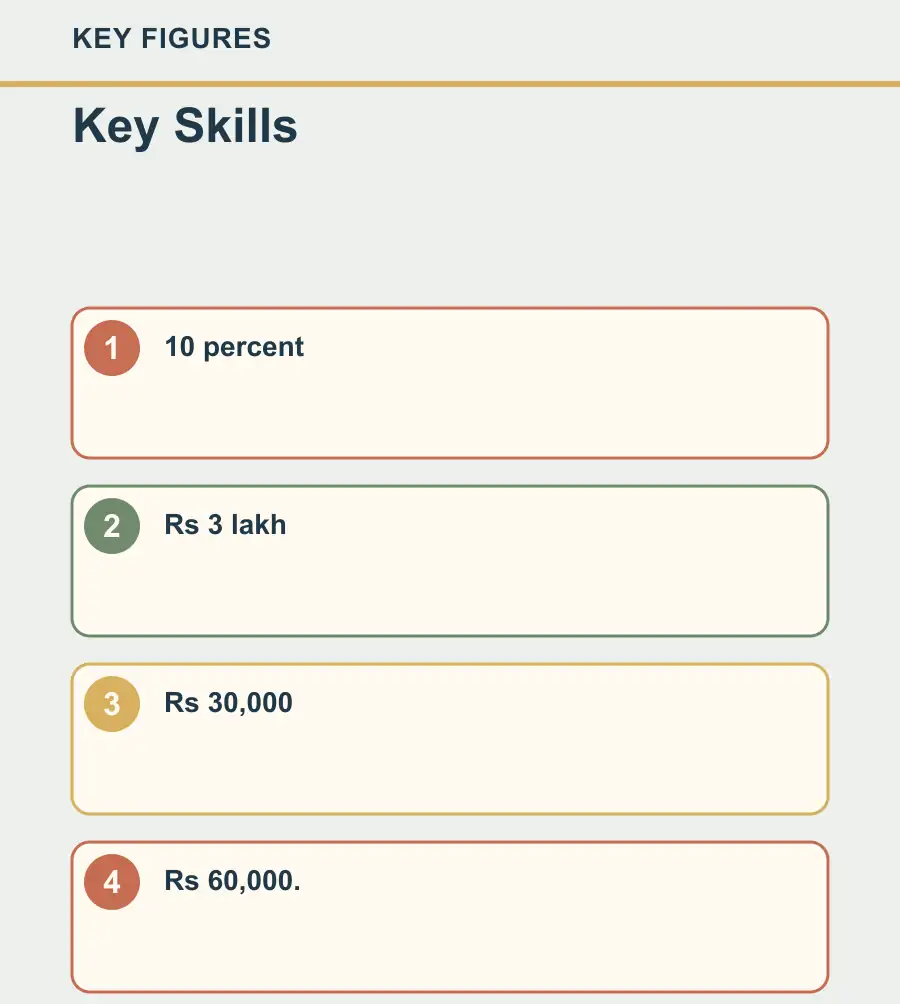 KEY FIGURES
Key Skills
1 10 percent
2 Rs 3 lakh
3 Rs 30,000
4 Rs 60,000.